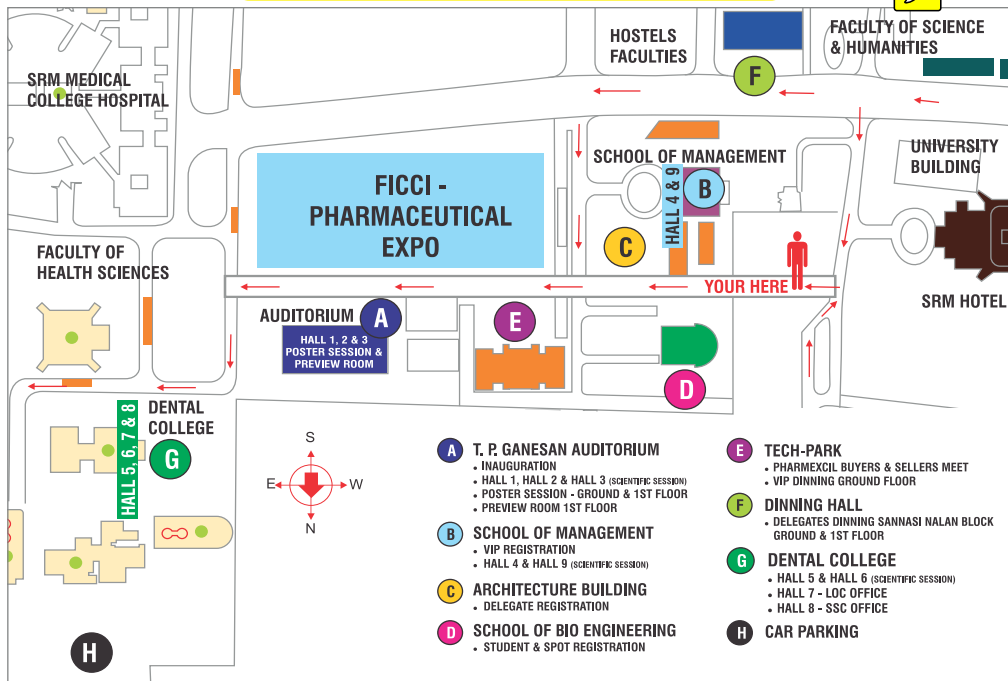 HOSTELS
FACULTIES
F
FACULTY OF SCIENCE
& HUMANITIES
SRM MEDICAL
COLLEGE HOSPITAL
UNIVERSITY
BUILDING
SCHOOL OF MANAGEMENT
HALL 4 & 9
B
FICCI -
PHARMACEUTICAL
EXPO
C
FACULTY OF
HEALTH SCIENCES
YOUR HERE
SRM HOTEL
AUDITORIUM
A
HALL 1, 2 & 3
POSTER SESSION &
PREVIEW ROOM
E
D
DENTAL
COLLEGE
HALL 5, 6, 7 & 8
G
S
E
W
N
H
A
T. P. GANESAN AUDITORIUM
• INAUGURATION
• HALL 1, HALL 2 & HALL 3 (SCIENTIFIC SESSION)
• POSTER SESSION - GROUND & 1ST FLOOR
• PREVIEW ROOM 1ST FLOOR
B
SCHOOL OF MANAGEMENT
• VIP REGISTRATION
• HALL 4 & HALL 9 (SCIENTIFIC SESSION)
C
ARCHITECTURE BUILDING
• DELEGATE REGISTRATION
D
SCHOOL OF BIO ENGINEERING
• STUDENT & SPOT REGISTRATION
E
TECH-PARK
• PHARMEXCIL BUYERS & SELLERS MEET
• VIP DINNING GROUND FLOOR
F
DINNING HALL
• DELEGATES DINNING SANNASI NALAN BLOCK
GROUND & 1ST FLOOR
G
DENTAL COLLEGE
• HALL 5 & HALL 6 (SCIENTIFIC SESSION)
• HALL 7 - LOC OFFICE
• HALL 8 - SSC OFFICE
H
CAR PARKING